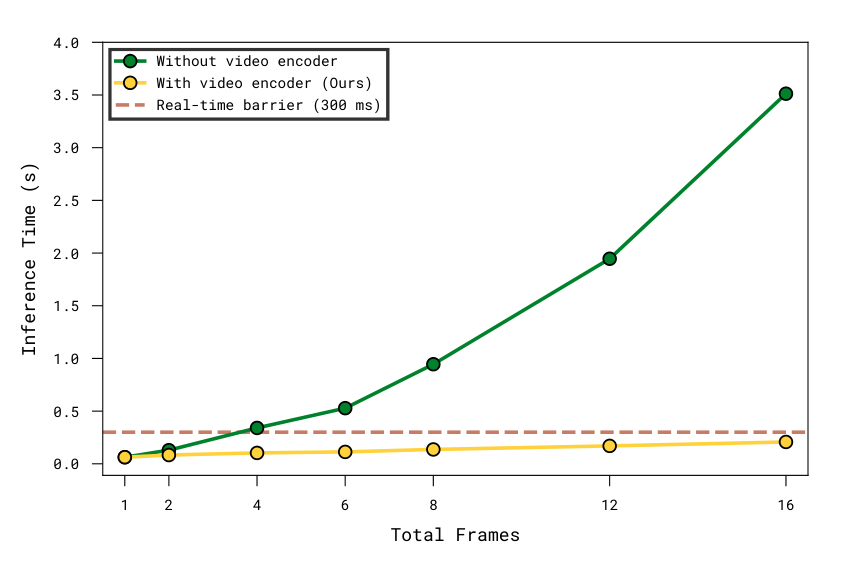 4.0
Without video encoder
With video encoder (Ours)
Real-time barrier (300 ms)
3.5
3.0
2.5
2.0
1.5
1.0
0.5
0.0
Inference Time (s)
1 2 4 6 8 12 16
Total Frames